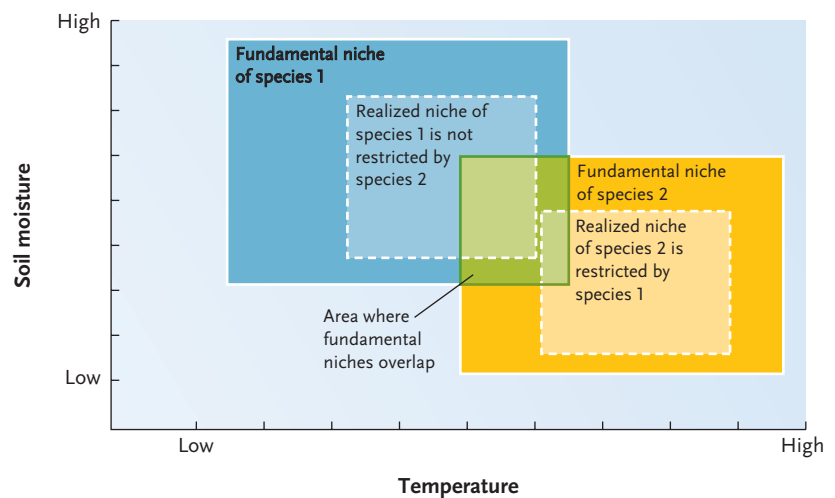 High
Fundamental niche
of species 1
Realized niche of
species 1 is not
restricted by
species 2
Fundamental niche
of species 2
Realized niche
of species 2 is
restricted by
species 1
Area where
fundamental
niches overlap
Soil moisture
Low
Low
High
Temperature